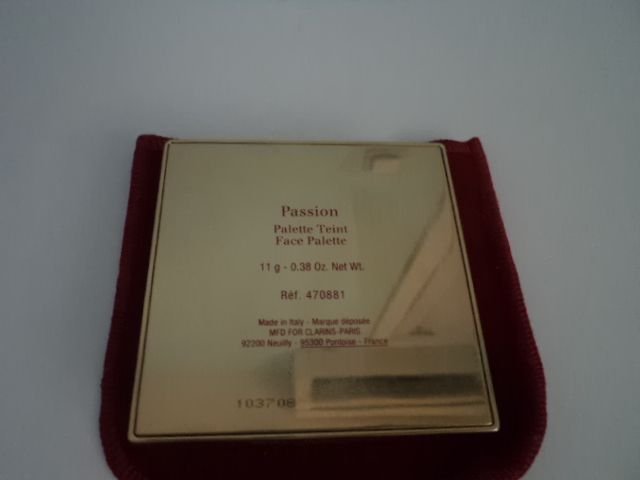 Passion
Palette Teint
Face Palette
11 g - 0.38 Oz. Net Wt.
Réf. 470881
Made in Italy - Marque déposée
MFD FOR CLARINS-PARIS
92200 Neuilly - 95300 Pontoise - France
103708